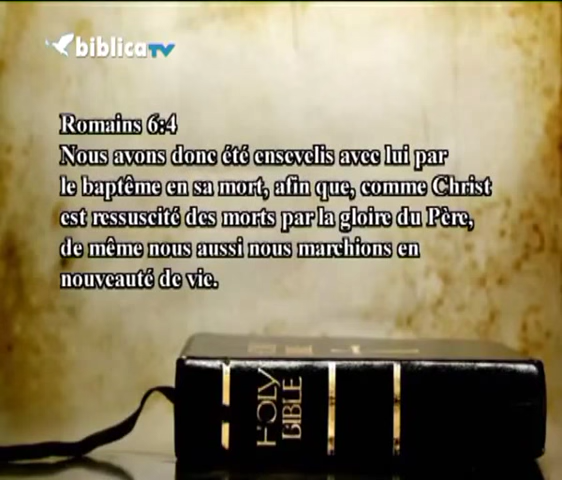 biblicaTV
Romains 6:4
Nous avons donc été ensevelis avec lui par
le baptême en sa mort, afin que, comme Christ
est ressuscité des morts par la gloire du Père,
de même nous aussi nous marchions en
nouveauté de vie.
HOLY
BIBLE